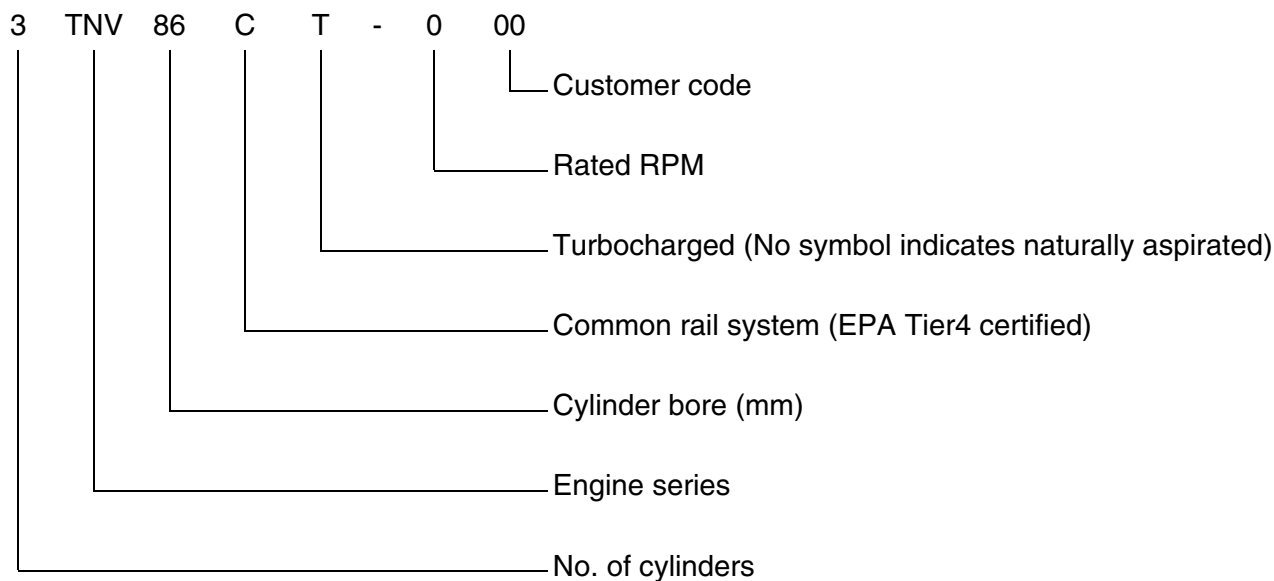 3 TNV 86 C T - 0 00
Customer code
Rated RPM
Turbocharged (No symbol indicates naturally aspirated)
Common rail system (EPA Tier4 certified)
Cylinder bore (mm)
Engine series
No. of cylinders